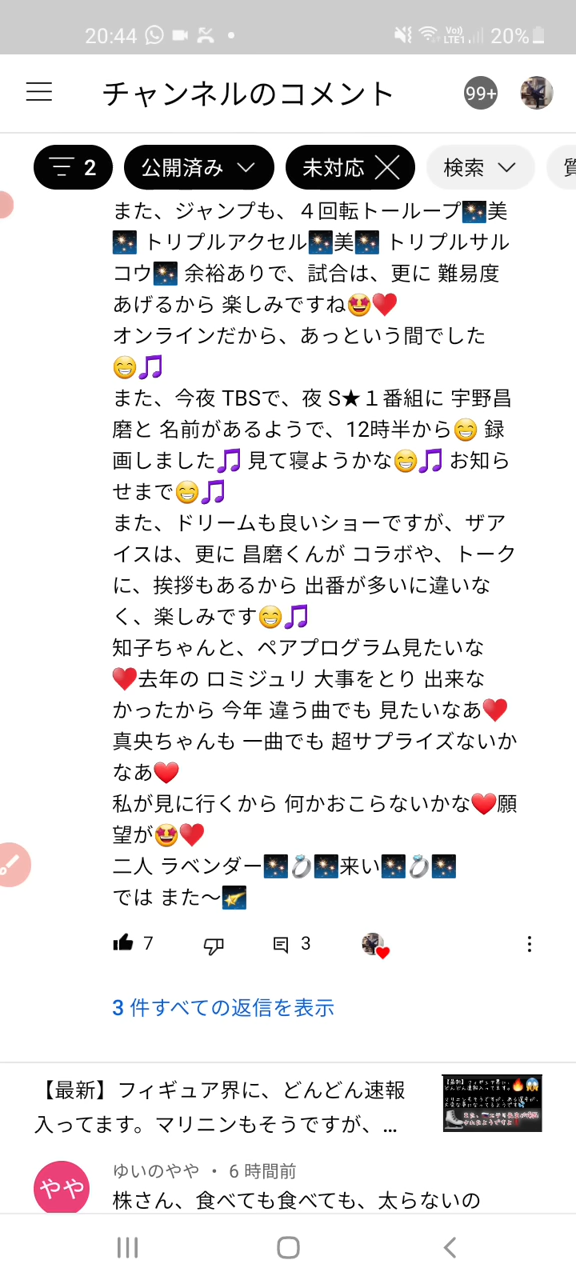 20:44
Vo)) LTE1 20%
チャンネルのコメント 99+
2 公開済み 未対応 検索 質
また、ジャンプも、４回転トーループ🎇美
🎇 トリプルアクセル🎇美🎇 トリプルサル
コウ🎇 余裕ありで、試合は、更に 難易度
あげるから 楽しみですね🤩♥️
オンラインだから、あっという間でした
😁🎵
また、今夜 TBSで、夜 S★１番組に 宇野昌
磨と 名前があるようで、12時半から😁 録
画しました🎵 見て寝ようかな😁🎵 お知ら
せまで😁🎵
また、ドリームも良いショーですが、ザア
イスは、更に 昌磨くんが コラボや、トーク
に、挨拶もあるから 出番が多いに違いな
く、楽しみです😁🎵
知子ちゃんと、ペアプログラム見たいな
♥️去年の ロミジュリ 大事をとり 出来な
かったから 今年 違う曲でも 見たいなあ♥️
真央ちゃんも 一曲でも 超サプライズないか
なあ♥️
私が見に行くから 何かおこらないかな♥️願
望が🤩♥️
二人 ラベンダー🎇💍🎇来い🎇💍🎇
では また〜🌠
7 3
3 件すべての返信を表示
【最新】フィギュア界に、どんどん速報
入ってます。マリニンもそうですが、...
やや
ゆいのやや ・ 6 時間前
株さん、食べても食べても、太らないの